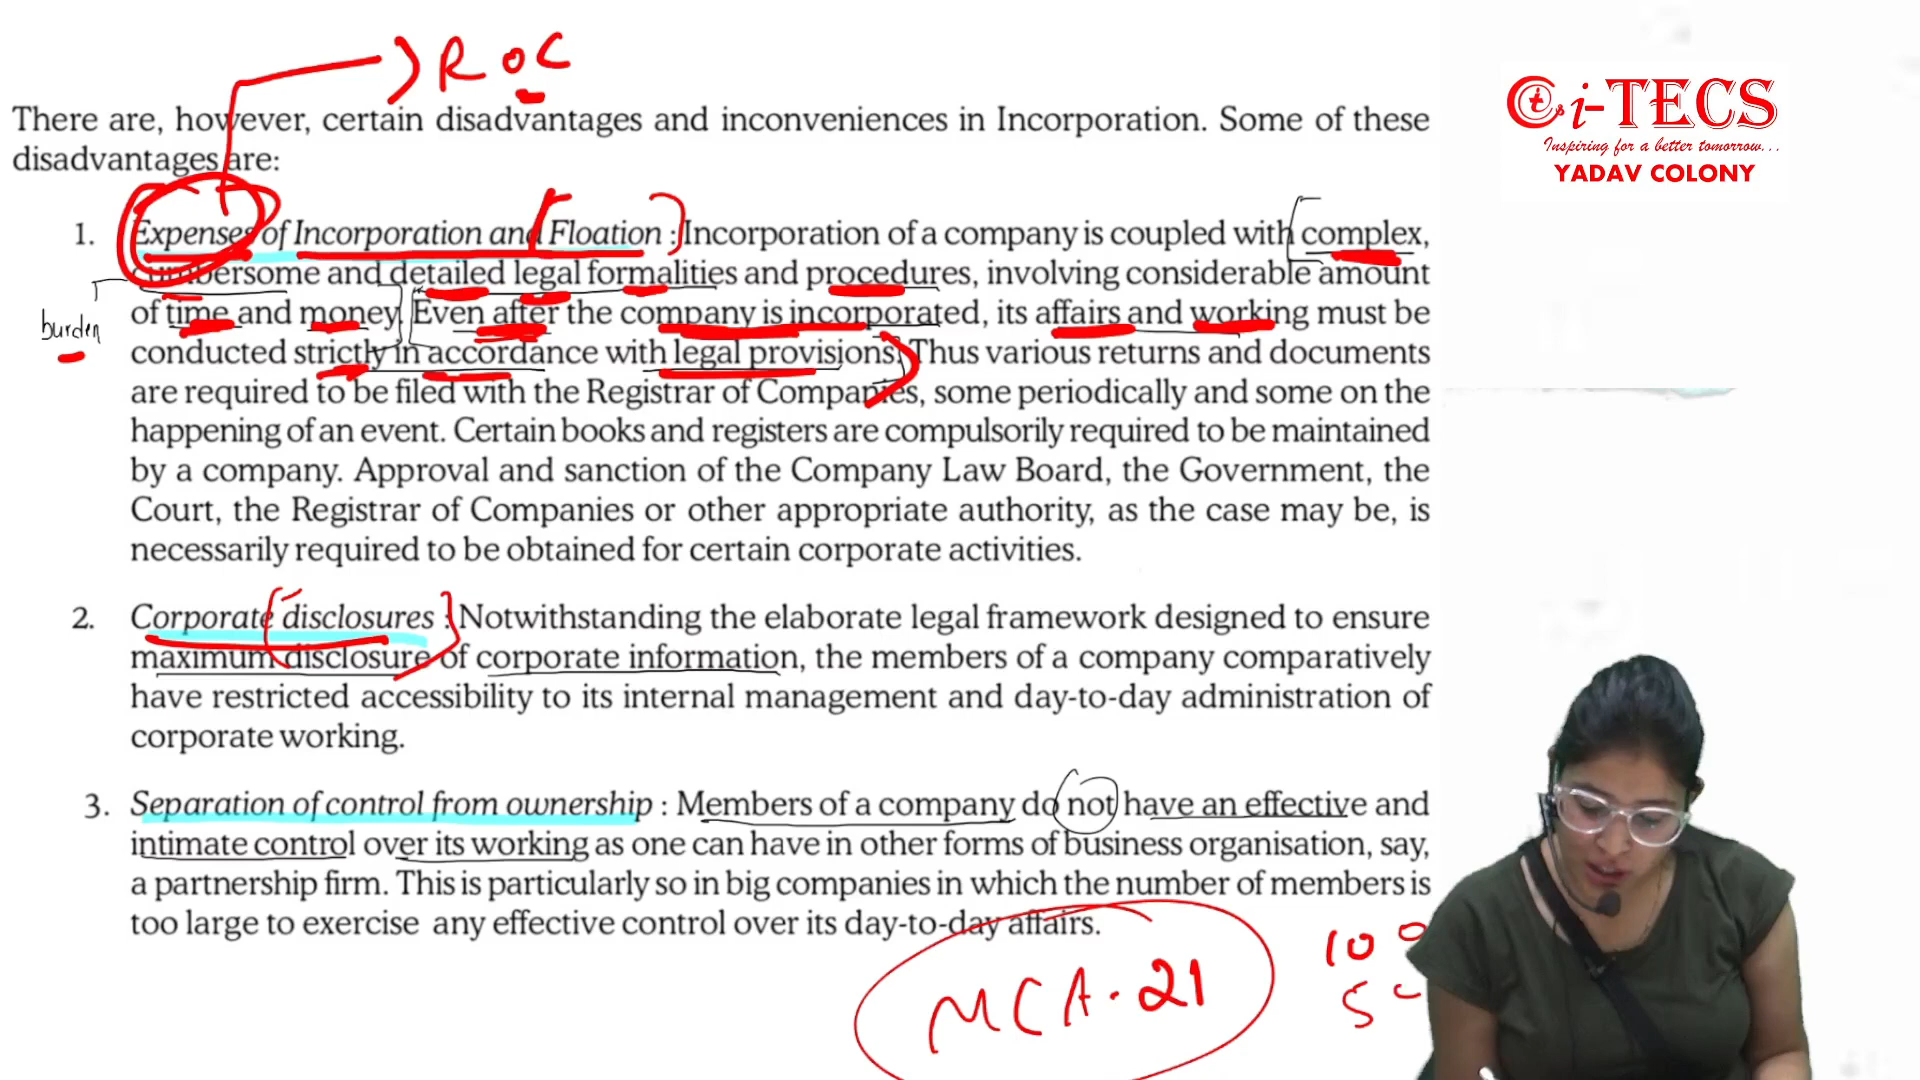 ROC
There are, however, certain disadvantages and inconveniences in Incorporation. Some of these
disadvantages are:
1. Expenses of Incorporation and Floation : Incorporation of a company is coupled with complex,
cumbersome and detailed legal formalities and procedures, involving considerable amount
of time and money. Even after the company is incorporated, its affairs and working must be
burden
conducted strictly in accordance with legal provisions. Thus various returns and documents
are required to be filed with the Registrar of Companies, some periodically and some on the
happening of an event. Certain books and registers are compulsorily required to be maintained
by a company. Approval and sanction of the Company Law Board, the Government, the
Court, the Registrar of Companies or other appropriate authority, as the case may be, is
necessarily required to be obtained for certain corporate activities.
2. Corporate disclosures : Notwithstanding the elaborate legal framework designed to ensure
maximum disclosure of corporate information, the members of a company comparatively
have restricted accessibility to its internal management and day-to-day administration of
corporate working.
3. Separation of control from ownership : Members of a company do not have an effective and
intimate control over its working as one can have in other forms of business organisation, say,
a partnership firm. This is particularly so in big companies in which the number of members is
too large to exercise any effective control over its day-to-day affairs.
MCA-21
i-TECS
Inspiring for a better tomorrow...
YADAV COLONY